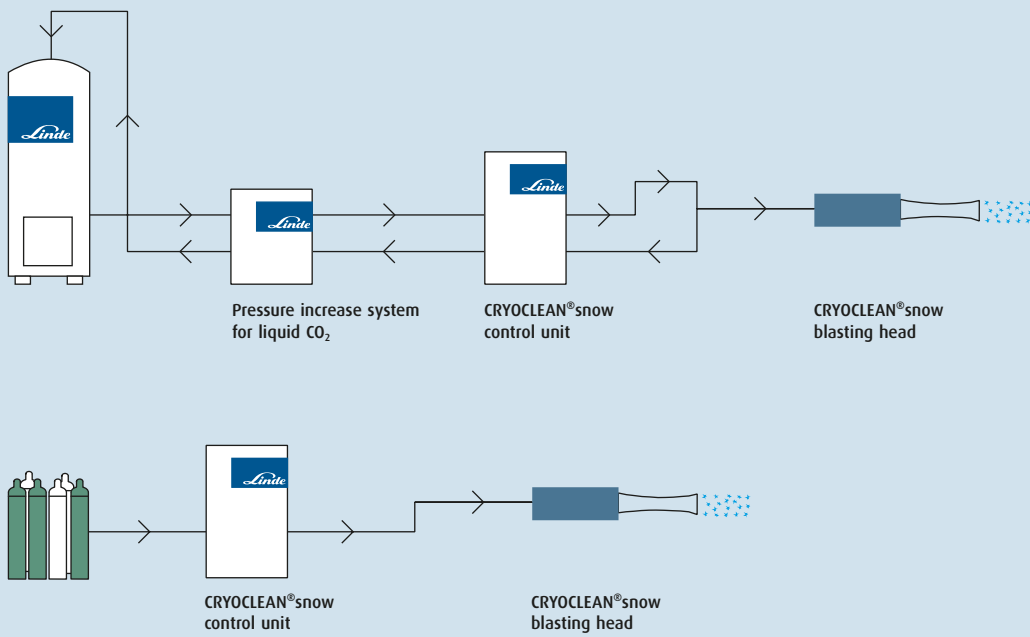 Linde
Linde
Linde
Pressure increase system
for liquid CO₂
CRYOCLEAN®snow
control unit
CRYOCLEAN®snow
blasting head
Linde
CRYOCLEAN®snow
control unit
CRYOCLEAN®snow
blasting head